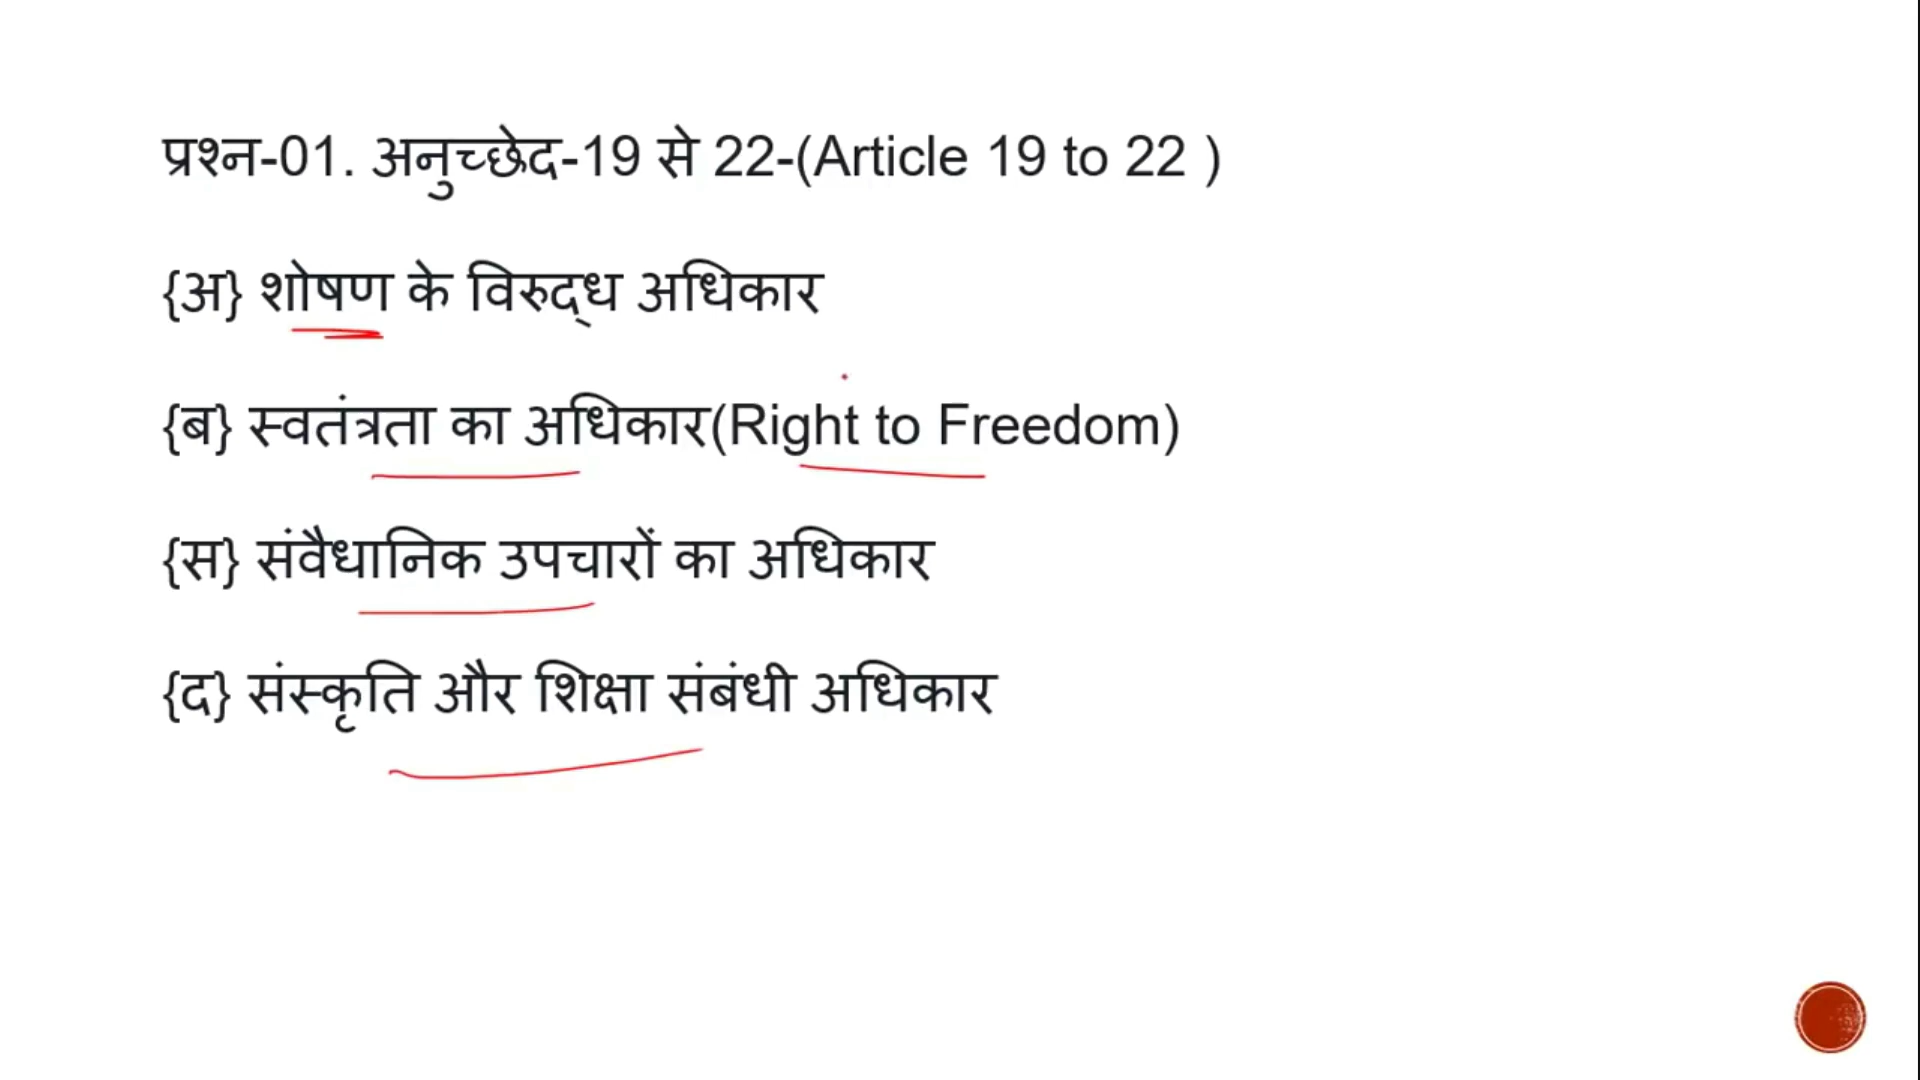 प्रश्न-01. अनुच्छेद-19 से 22-(Article 19 to 22 )
{अ} शोषण के विरुद्ध अधिकार
{ब} स्वतंत्रता का अधिकार(Right to Freedom)
{स} संवैधानिक उपचारों का अधिकार
{द} संस्कृति और शिक्षा संबंधी अधिकार